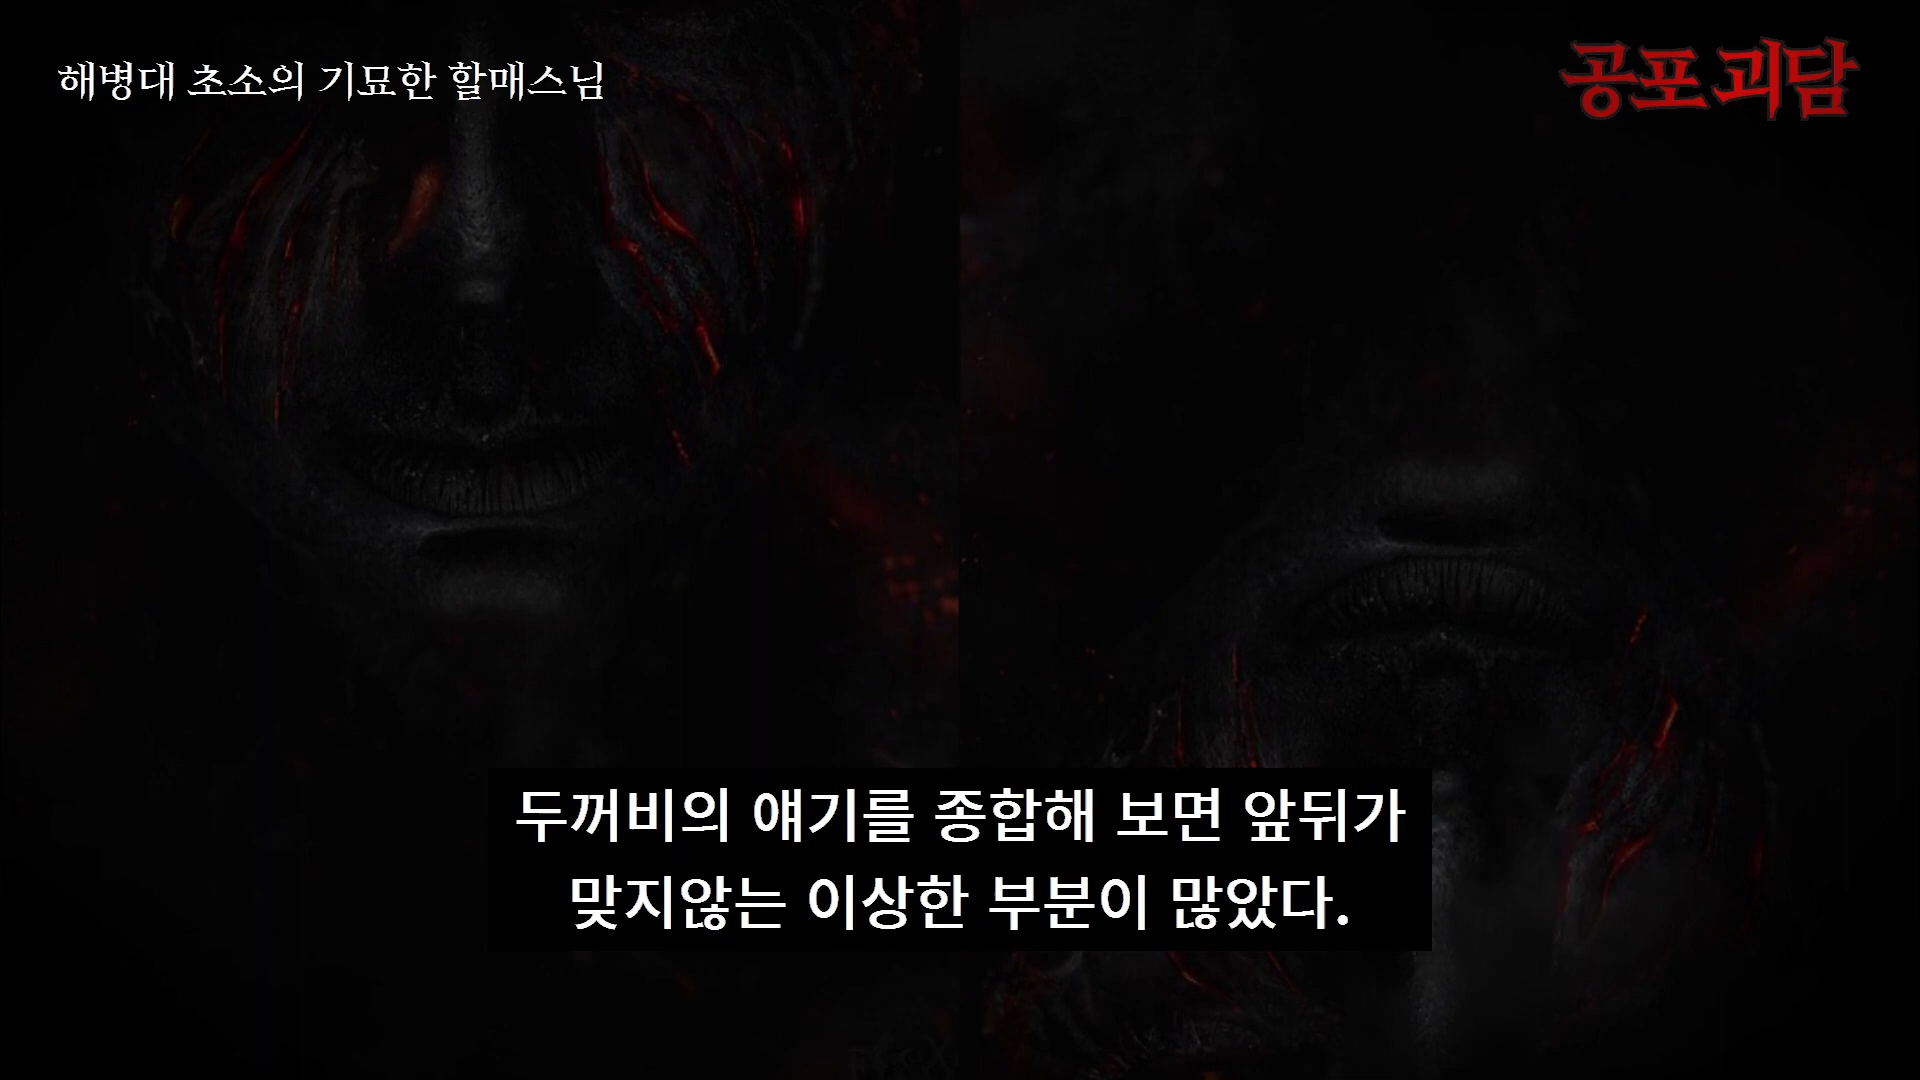 해병대 초소의 기묘한 할매스님
공포 괴담
두꺼비의 얘기를 종합해 보면 앞뒤가
맞지않는 이상한 부분이 많았다.